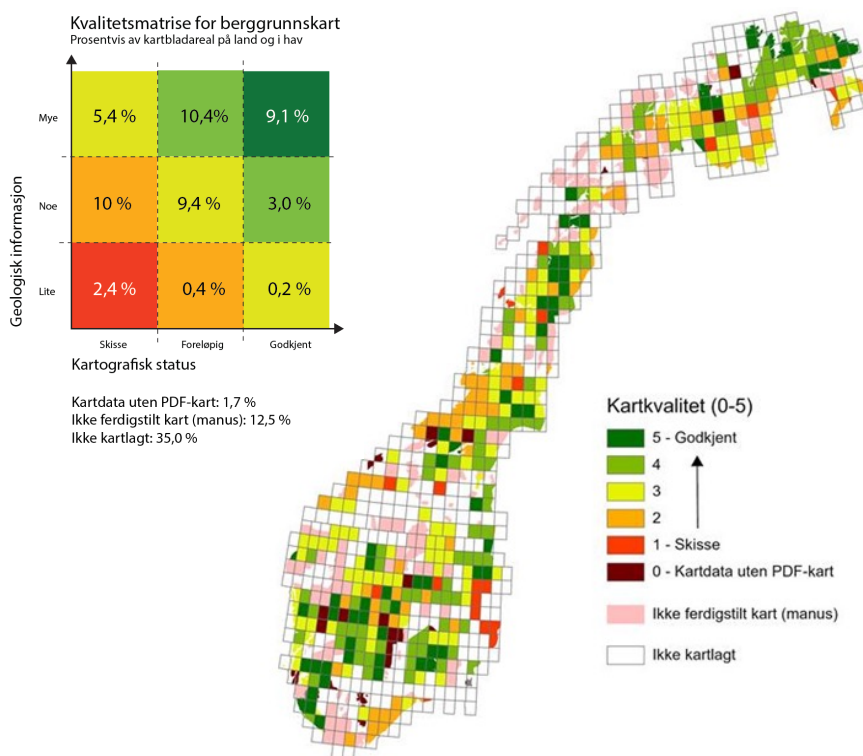 Kvalitetsmatrise for berggrunnskart
Prosentvis av kartbladareal på land og i hav
Geologisk informasjon
Mye
5,4 %
10,4%
9,1 %
Noe
10 %
9,4 %
3,0 %
Lite
2,4 %
0,4 %
0,2 %
Skisse
Foreløpig
Godkjent
Kartografisk status
Kartdata uten PDF-kart: 1,7 %
Ikke ferdigstilt kart (manus): 12,5 %
Ikke kartlagt: 35,0 %
Kartkvalitet (0-5)
5 - Godkjent
4
3
2
1 - Skisse
0 - Kartdata uten PDF-kart
Ikke ferdigstilt kart (manus)
Ikke kartlagt